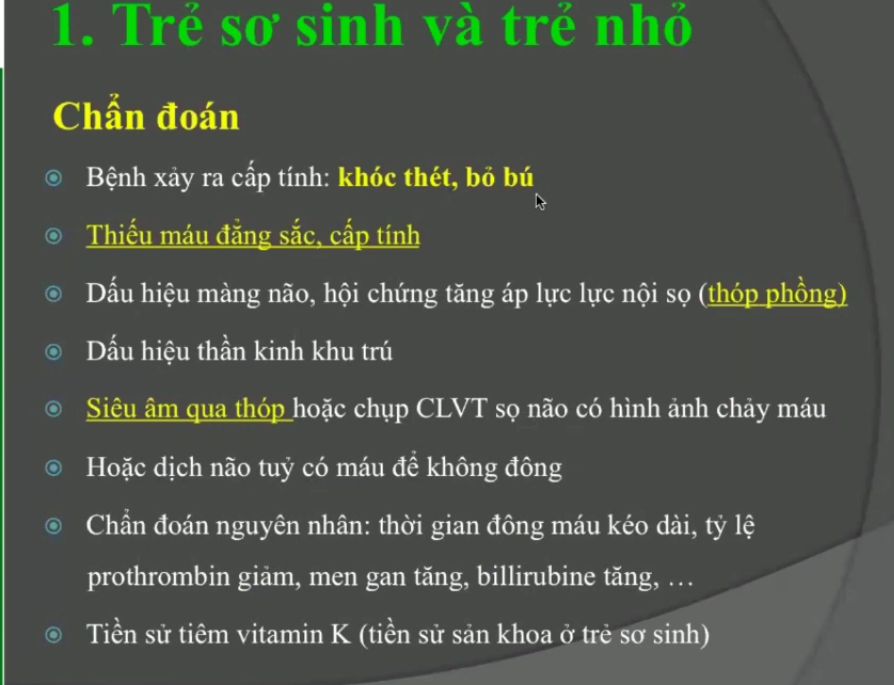 1. Trẻ sơ sinh và trẻ nhỏ
Chẩn đoán
Bệnh xảy ra cấp tính: khóc thét, bỏ bú
Thiếu máu đẳng sắc, cấp tính
Dấu hiệu màng não, hội chứng tăng áp lực lực nội sọ (thóp phồng)
Dấu hiệu thần kinh khu trú
Siêu âm qua thóp hoặc chụp CLVT sọ não có hình ảnh chảy máu
Hoặc dịch não tuỷ có máu để không đông
Chẩn đoán nguyên nhân: thời gian đông máu kéo dài, tỷ lệ
prothrombin giảm, men gan tăng, billirubine tăng, …
Tiền sử tiêm vitamin K (tiền sử sản khoa ở trẻ sơ sinh)